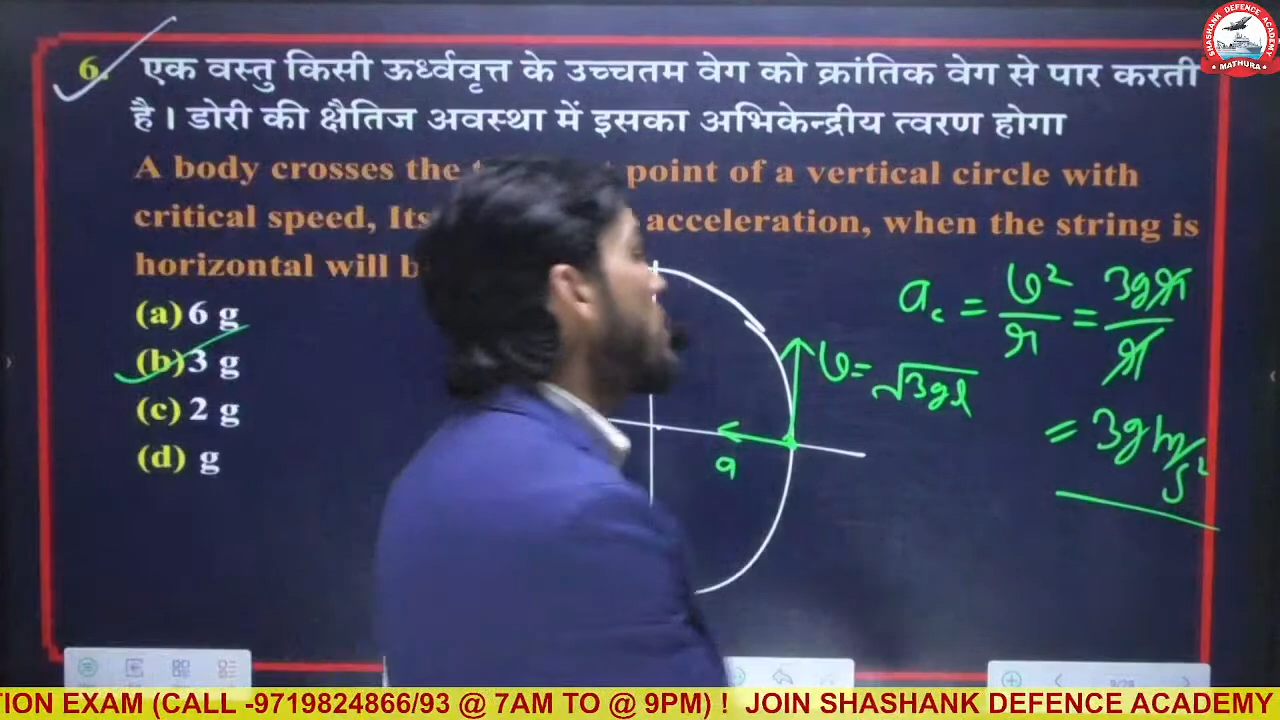 6. एक वस्तु किसी ऊर्ध्ववृत्त के उच्चतम वेग को क्रांतिक वेग से पार करती
है। डोरी की क्षैतिज अवस्था में इसका अभिकेन्द्रीय त्वरण होगा
A body crosses the point of a vertical circle with
critical speed, Its acceleration, when the string is
horizontal will b
(a) 6 g
(b) 3 g
(c) 2 g
(d) g
a_c = v²/r = 3gr/r
v = √3gr
= 3g m/s²
a
SHASHANK DEFENCE ACADEMY
MATHURA
TION EXAM (CALL -9719824866/93 @ 7AM TO @ 9PM) ! JOIN SHASHANK DEFENCE ACADEMY